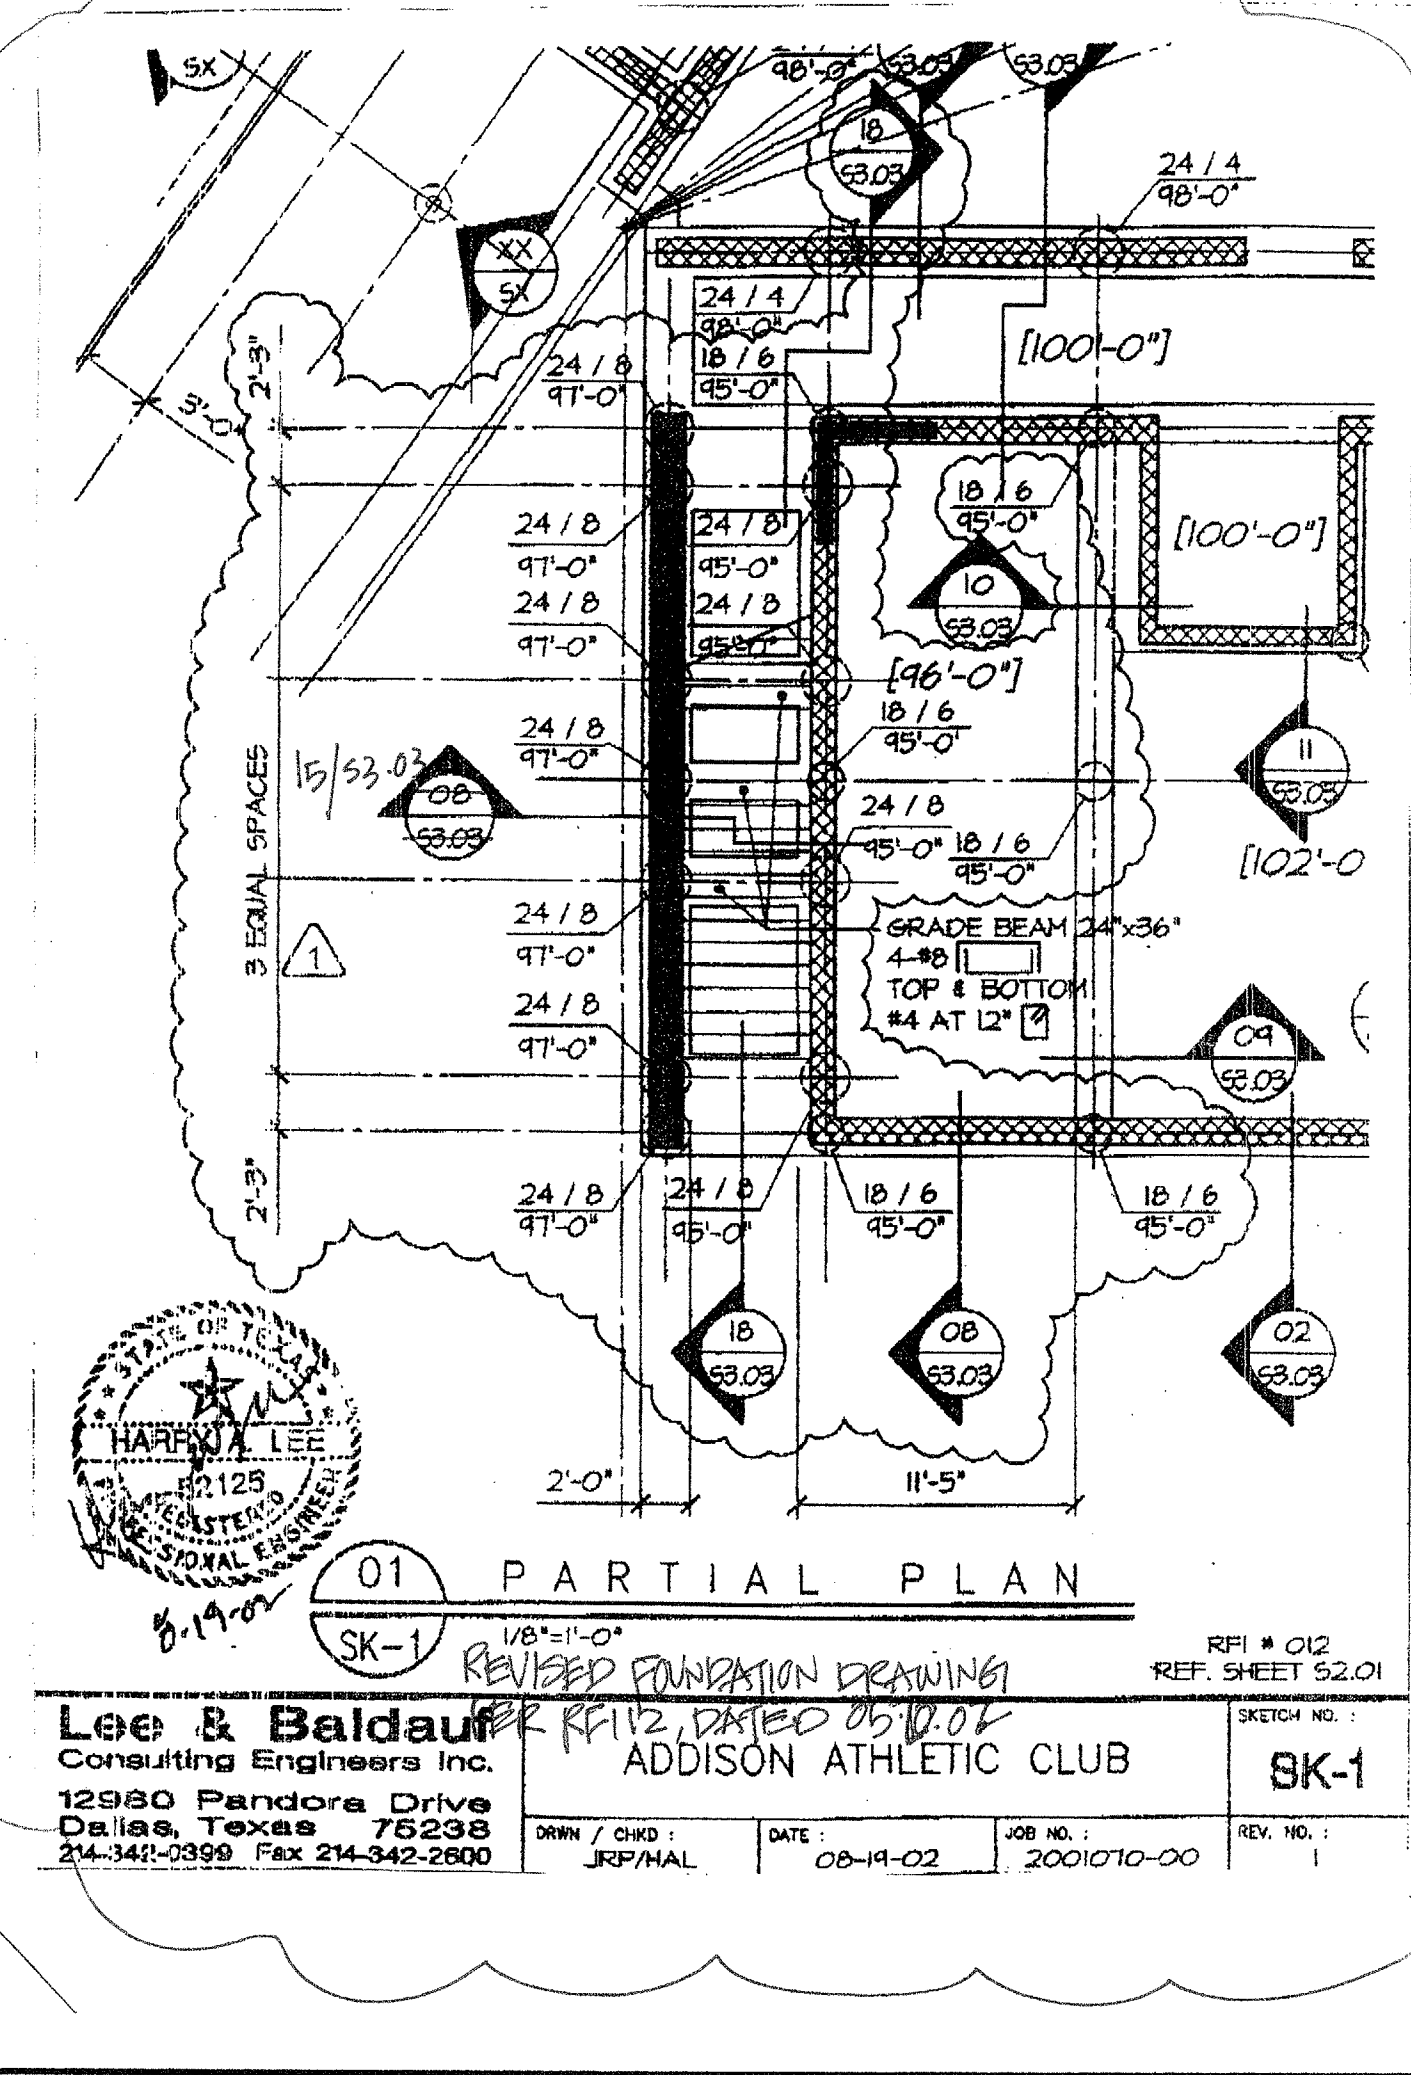 SX
98'-0"
S3.03
S3.03
18
S3.03
24 / 4
98'-0"
XX
SX
24 / 4
98'-0"
[100'-0"]
2'-3"
3'-0"
24 / 8
97'-0"
18 / 6
95'-0"
18 / 6
95'-0"
[100'-0"]
24 / 8
97'-0"
24 / 8
95'-0"
24 / 8
97'-0"
24 / 8
95'-0"
10
S3.03
[96'-0"]
18 / 6
95'-0"
24 / 8
97'-0"
15/S3.03
08
S3.03
11
S3.03
3 EQUAL SPACES
24 / 8
95'-0"
18 / 6
95'-0"
[102'-0
1
24 / 8
97'-0"
GRADE BEAM 24"x36"
4-#8
TOP & BOTTOM
#4 AT 12"
24 / 8
97'-0"
09
S3.03
2'-3"
24 / 8
97'-0"
24 / 8
95'-0"
18 / 6
95'-0"
18 / 6
95'-0"
18
S3.03
08
S3.03
02
S3.03
STATE OF TEXAS
HARRY A. LEE
52125
REGISTERED
PROFESSIONAL ENGINEER
8-19-02
2'-0"
11'-5"
01
SK-1
PARTIAL PLAN
1/8"=1'-0"
RFI # 012
REF. SHEET S2.01
REVISED FOUNDATION DRAWING
PER RFI 12, DATED 05.10.02
Lee & Baldauf
Consulting Engineers Inc.
12960 Pandora Drive
Dallas, Texas 75238
214-342-0399 Fax 214-342-2600
ADDISON ATHLETIC CLUB
SKETCH NO. :
SK-1
DRWN / CHKD :
JRP/HAL
DATE :
08-19-02
JOB NO. :
2001070-00
REV. NO. :
1